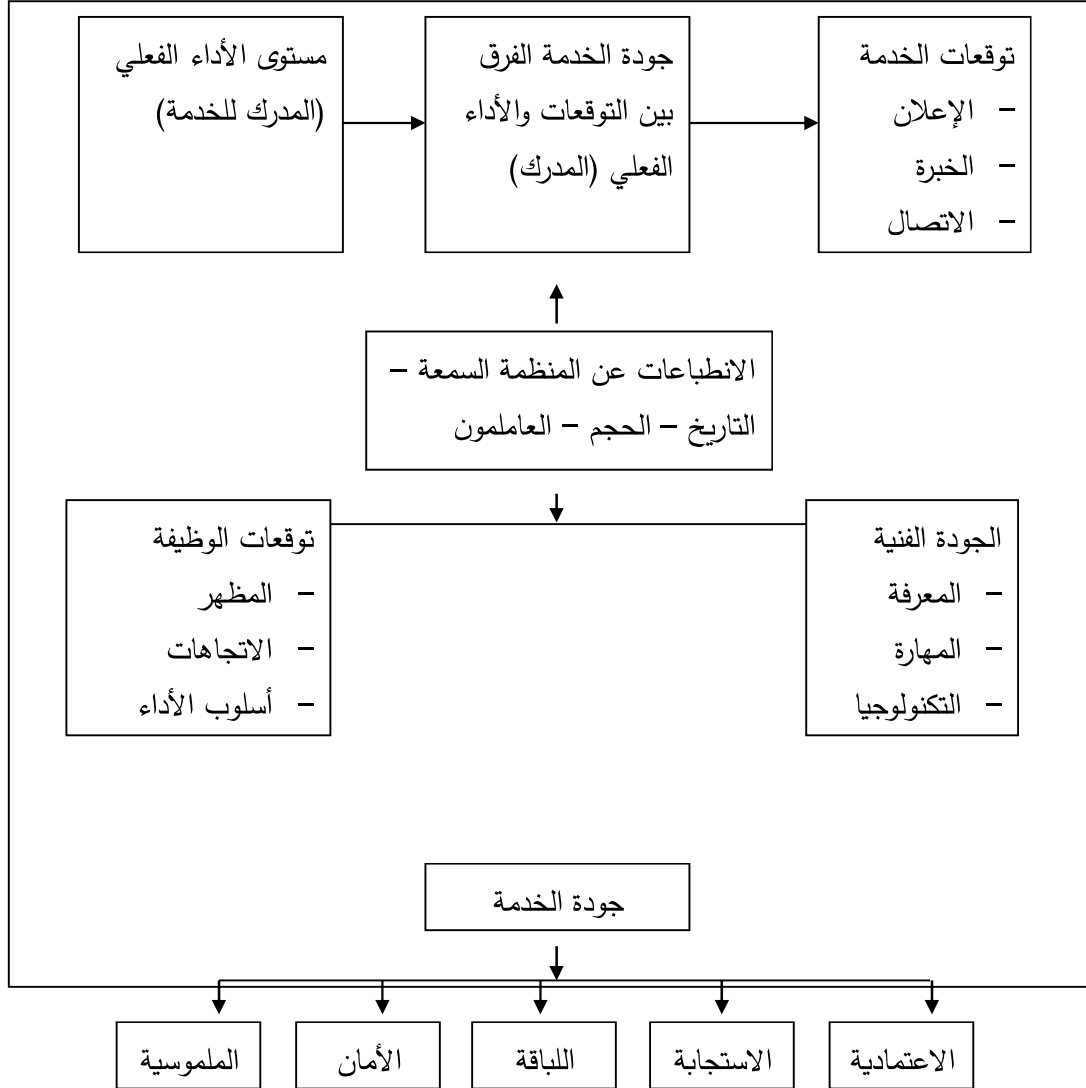 توقعات الخدمة
– الإعلان
– الخبرة
– الاتصال
جودة الخدمة الفرق
بين التوقعات والأداء
الفعلي (المدرك)
مستوى الأداء الفعلي
(المدرك للخدمة)
الانطباعات عن المنظمة السمعة –
التاريخ – الحجم – العاملمون
الجودة الفنية
– المعرفة
– المهارة
– التكنولوجيا
توقعات الوظيفة
– المظهر
– الاتجاهات
– أسلوب الأداء
جودة الخدمة
الاعتمادية
الاستجابة
اللباقة
الأمان
الملموسية